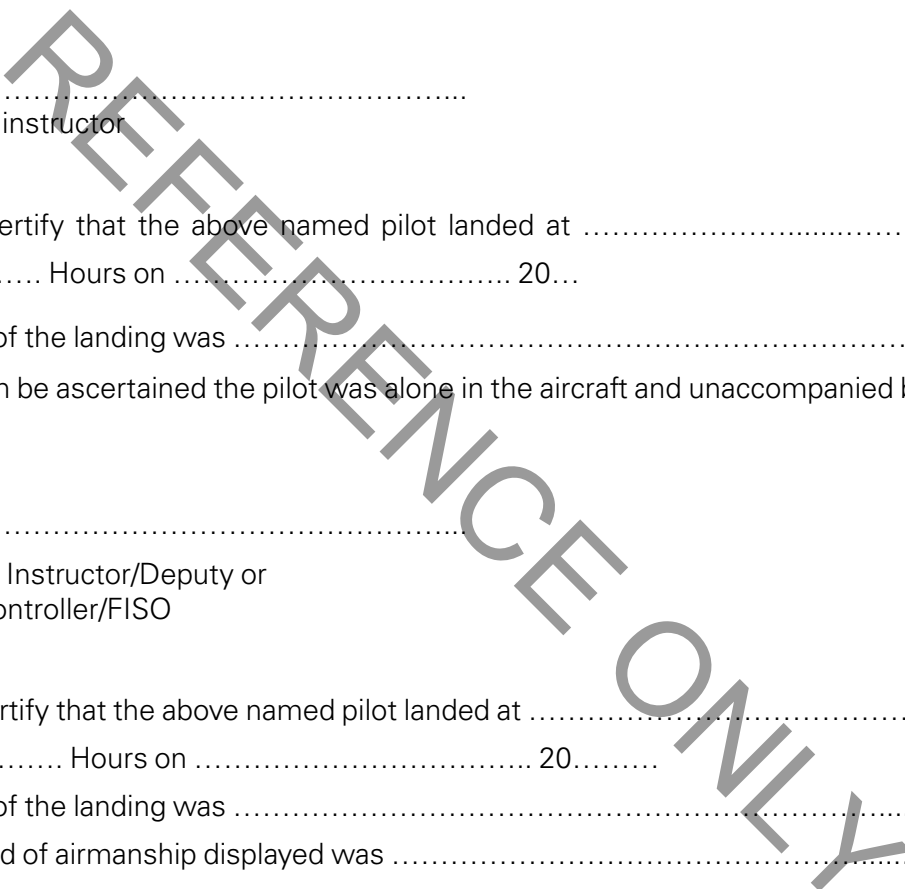 ……………………………………………...
instructor
ertify that the above named pilot landed at …………………......……
….. Hours on …………………………….. 20…
of the landing was ……………………………………………………………
n be ascertained the pilot was alone in the aircraft and unaccompanied b
……………………………………………...
Instructor/Deputy or
ontroller/FISO
rtify that the above named pilot landed at ……………………………………
……. Hours on …………………………….. 20………
of the landing was …………………………………………………………....
d of airmanship displayed was …………………………………………......
REFERENCE ONLY